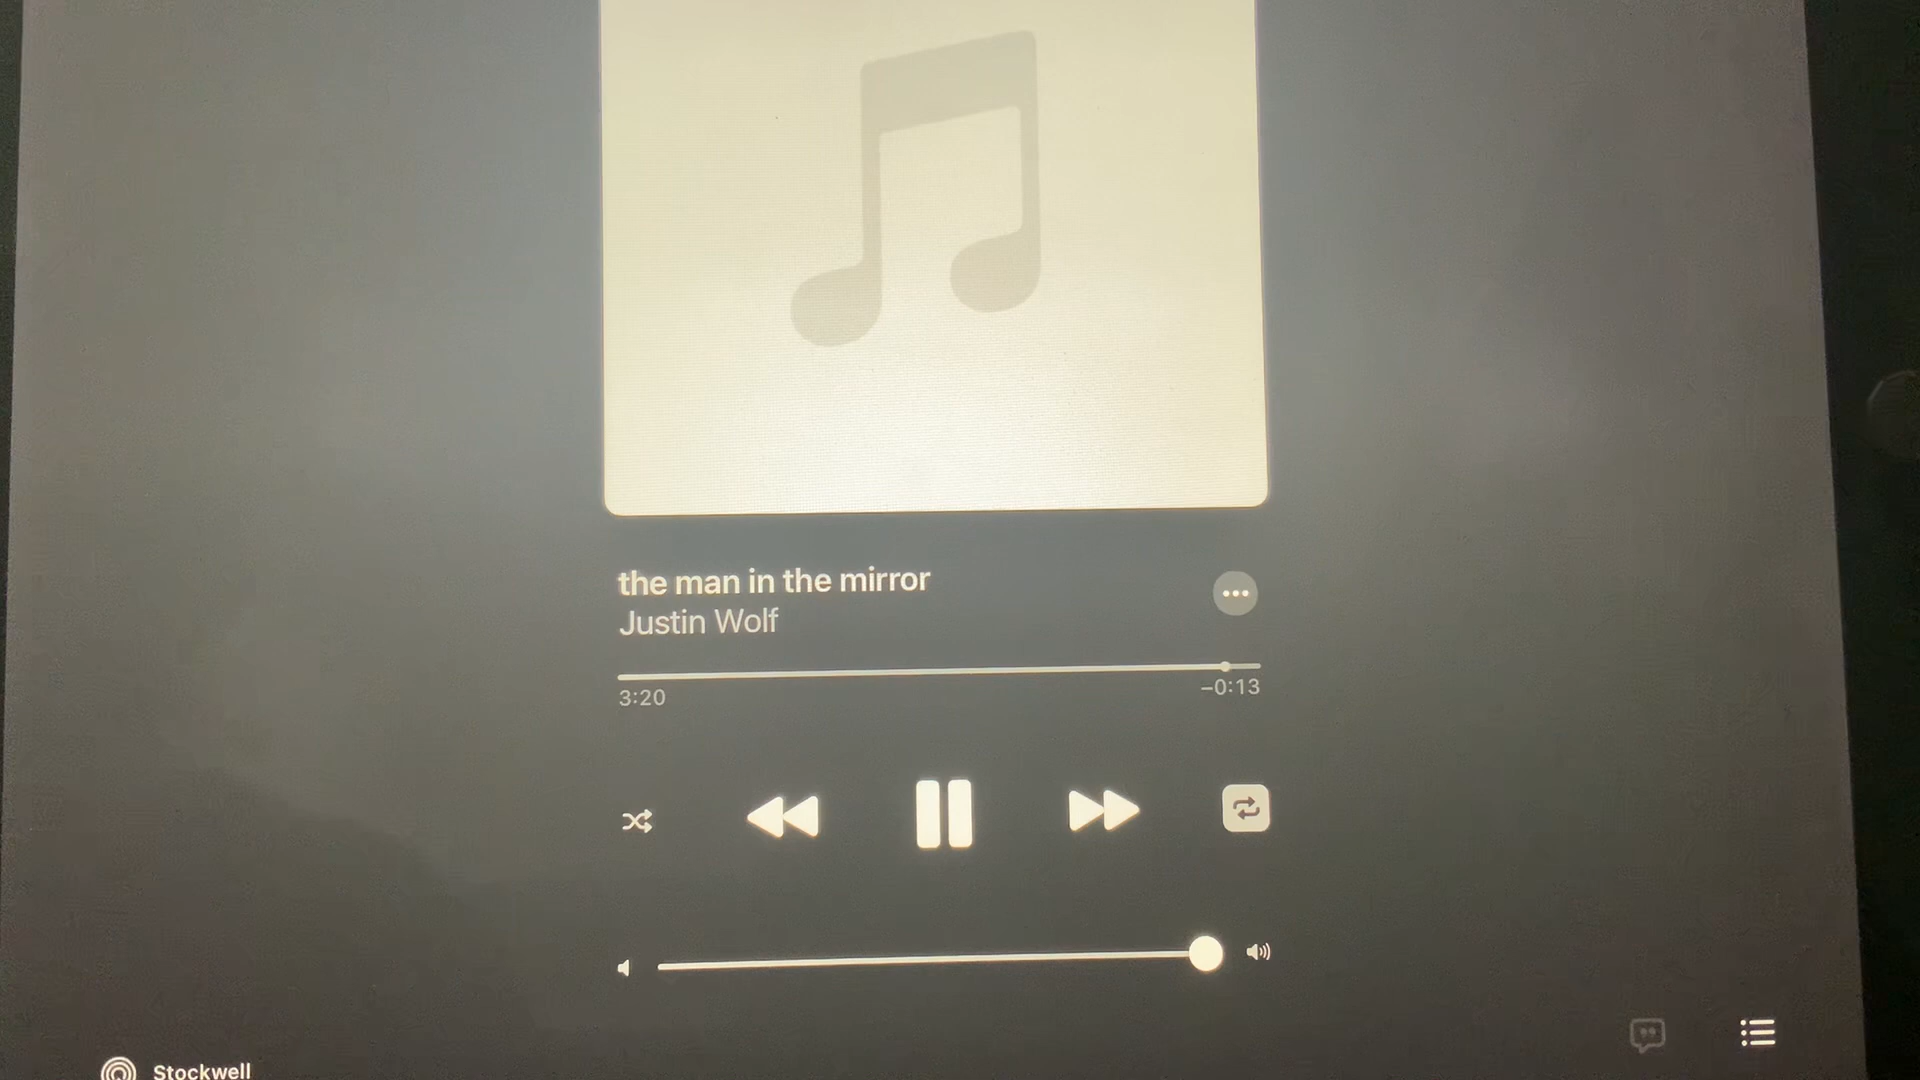 the man in the mirror
Justin Wolf
3:20
−0:13
Stockwell